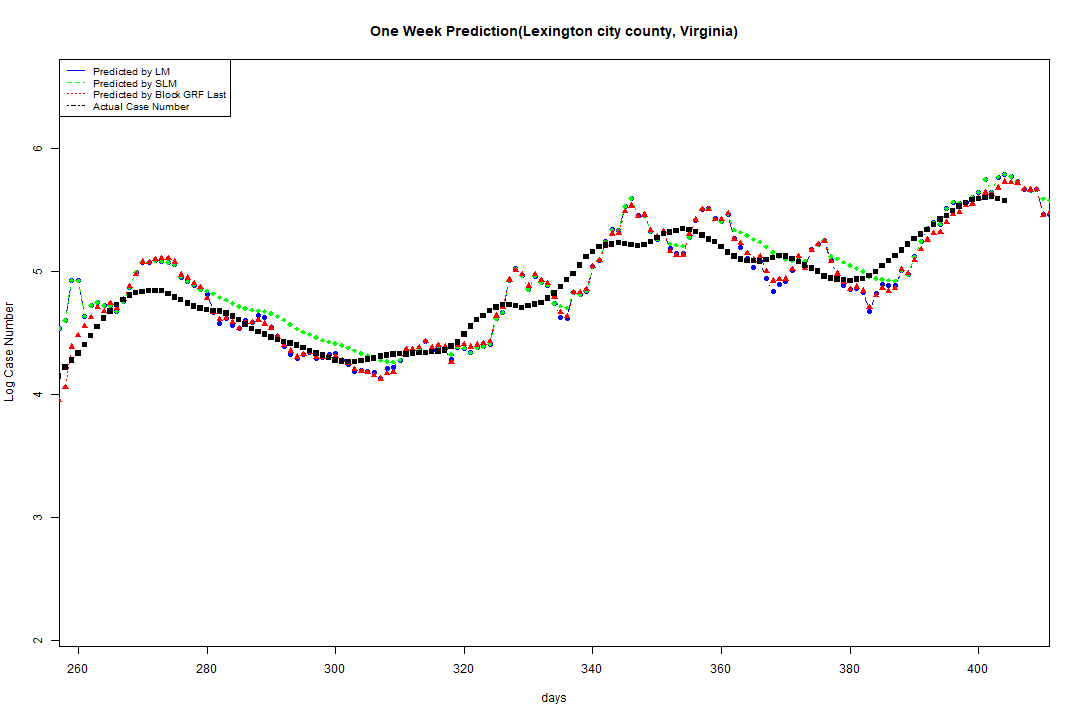 One Week Prediction(Lexington city county, Virginia)
Predicted by LM
Predicted by SLM
Predicted by Block GRF Last
Actual Case Number
6
5
4
3
2
Log Case Number
260 280 300 320 340 360 380 400
days